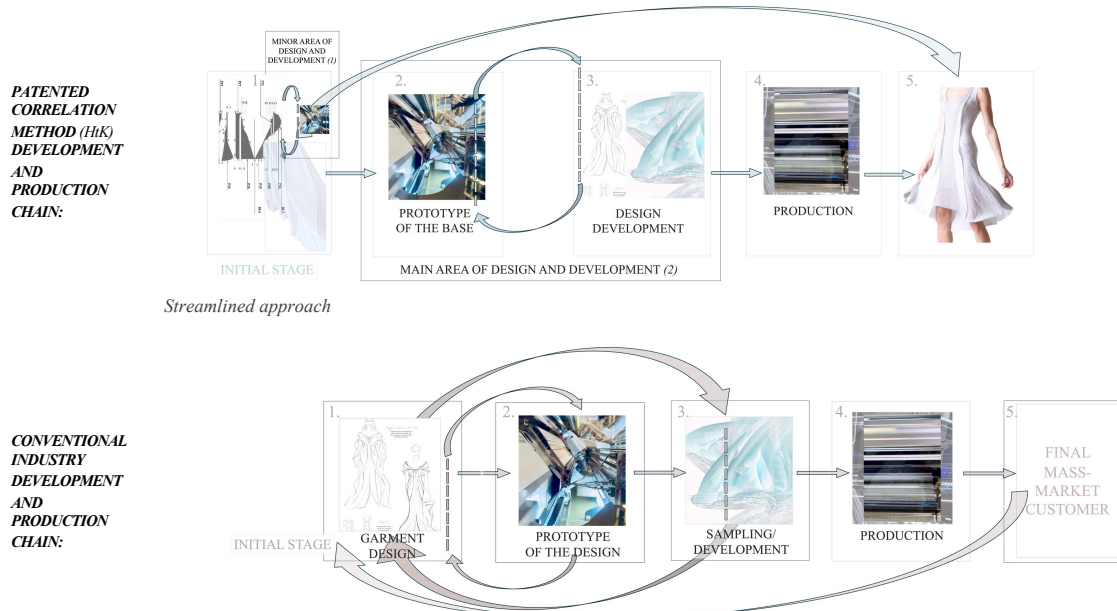 PATENTED
CORRELATION
METHOD (HtK)
DEVELOPMENT
AND
PRODUCTION
CHAIN:
MINOR AREA OF
DESIGN AND
DEVELOPMENT (1)
1.
INITIAL STAGE
2.
PROTOTYPE
OF THE BASE
3.
DESIGN
DEVELOPMENT
MAIN AREA OF DESIGN AND DEVELOPMENT (2)
4.
PRODUCTION
5.
Streamlined approach
CONVENTIONAL
INDUSTRY
DEVELOPMENT
AND
PRODUCTION
CHAIN:
INITIAL STAGE
1.
GARMENT
DESIGN
2.
PROTOTYPE
OF THE DESIGN
3.
SAMPLING/
DEVELOPMENT
4.
PRODUCTION
5.
FINAL
MASS-
MARKET
CUSTOMER